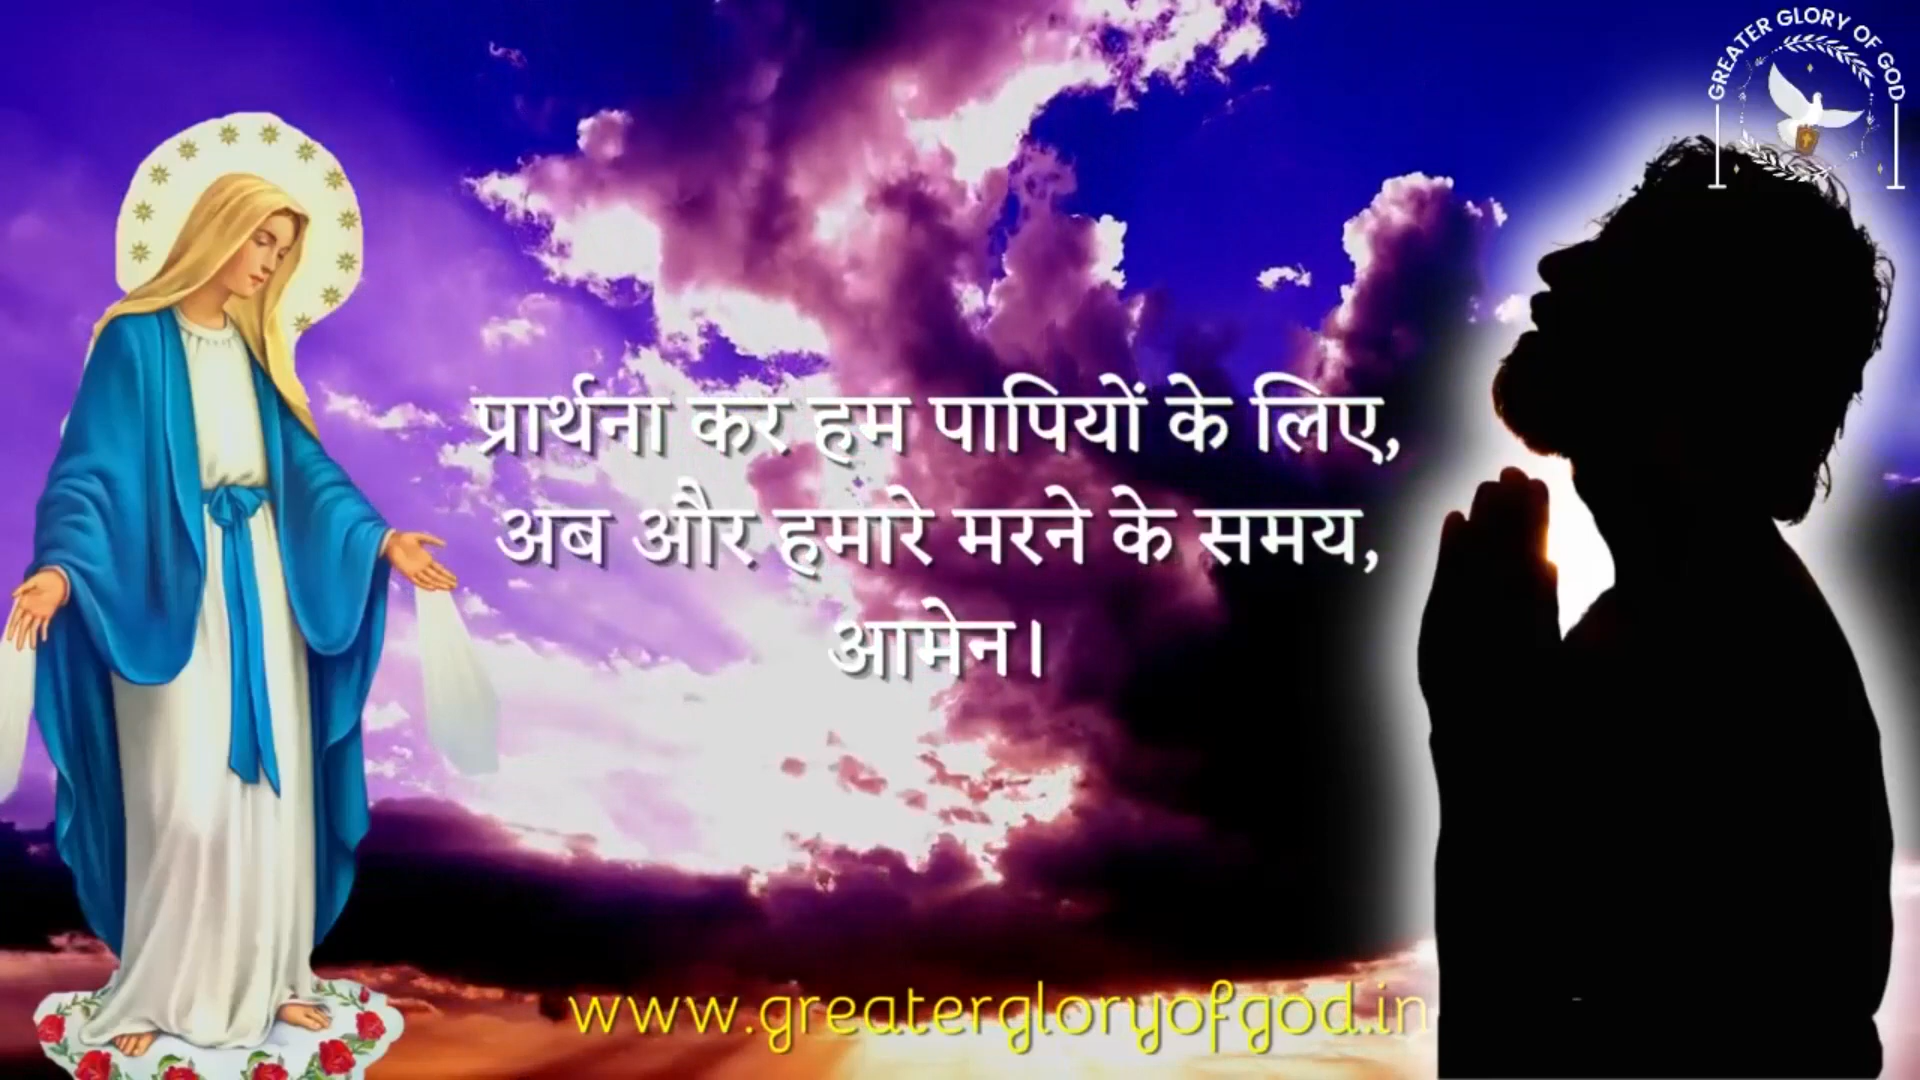 GREATER GLORY OF GOD
प्रार्थना कर हम पापियों के लिए,
अब और हमारे मरने के समय,
आमेन।
www.greatergloryofgod.in